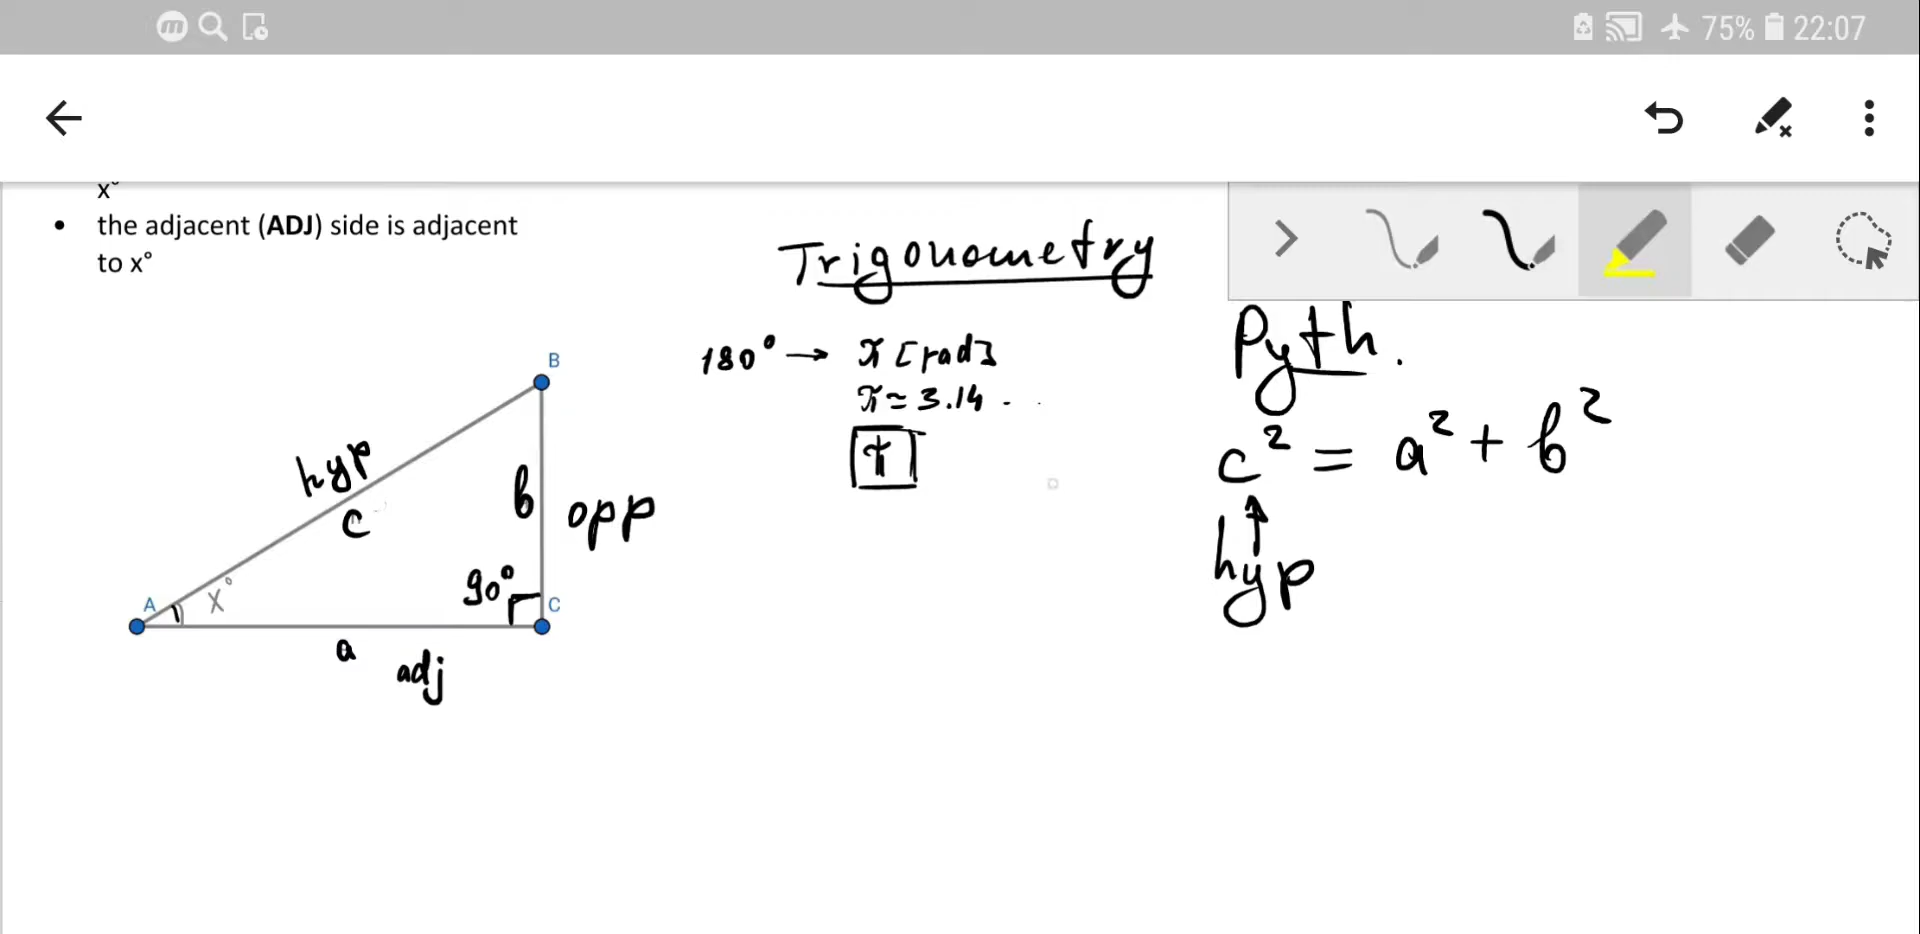 75% 22:07
x°
• the adjacent (ADJ) side is adjacent
to x°
Trigonometry
180° → π [rad]
π ≈ 3.14 ..
π
Pyth.
c² = a² + b²
hyp
B
hyp
c
b
opp
90°
A
x°
C
a
adj